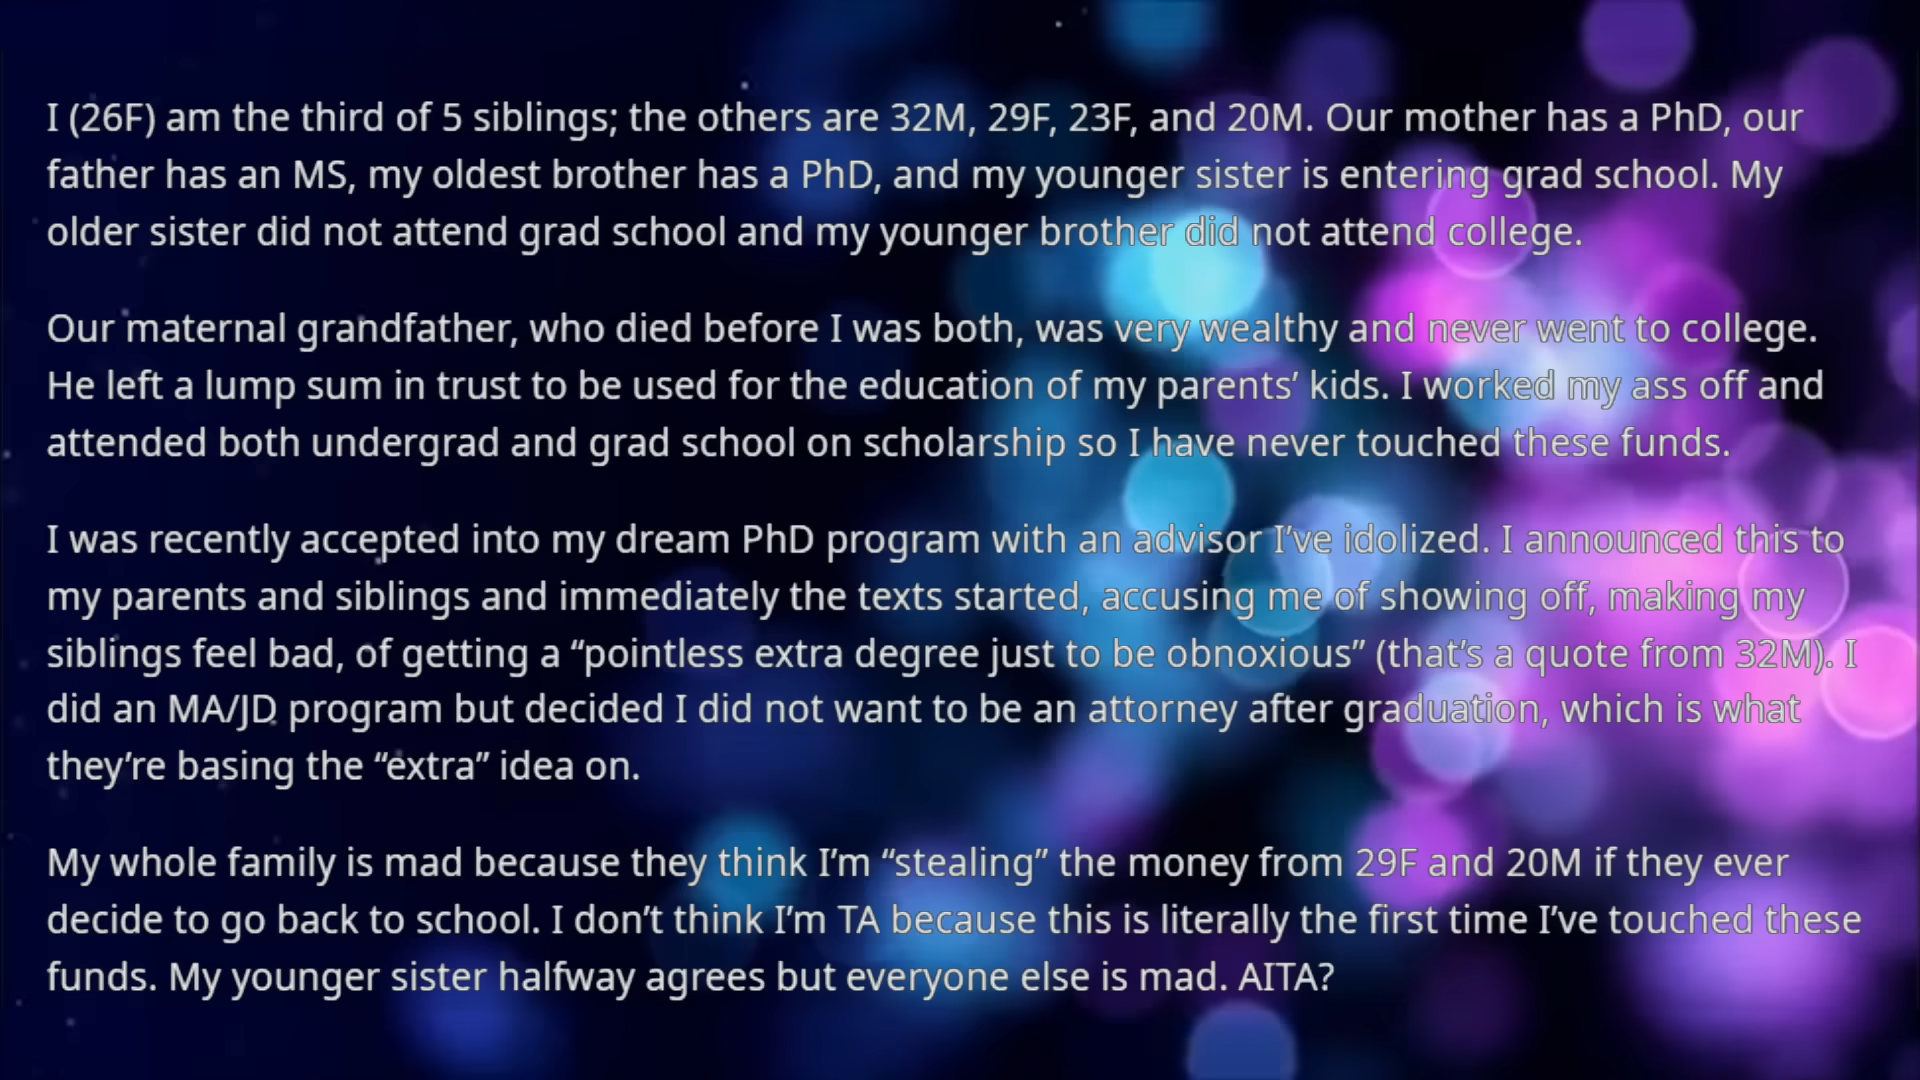 I (26F) am the third of 5 siblings; the others are 32M, 29F, 23F, and 20M. Our mother has a PhD, our
father has an MS, my oldest brother has a PhD, and my younger sister is entering grad school. My
older sister did not attend grad school and my younger brother did not attend college.
Our maternal grandfather, who died before I was both, was very wealthy and never went to college.
He left a lump sum in trust to be used for the education of my parents’ kids. I worked my ass off and
attended both undergrad and grad school on scholarship so I have never touched these funds.
I was recently accepted into my dream PhD program with an advisor I’ve idolized. I announced this to
my parents and siblings and immediately the texts started, accusing me of showing off, making my
siblings feel bad, of getting a “pointless extra degree just to be obnoxious” (that’s a quote from 32M). I
did an MA/JD program but decided I did not want to be an attorney after graduation, which is what
they’re basing the “extra” idea on.
My whole family is mad because they think I’m “stealing” the money from 29F and 20M if they ever
decide to go back to school. I don’t think I’m TA because this is literally the first time I’ve touched these
funds. My younger sister halfway agrees but everyone else is mad. AITA?